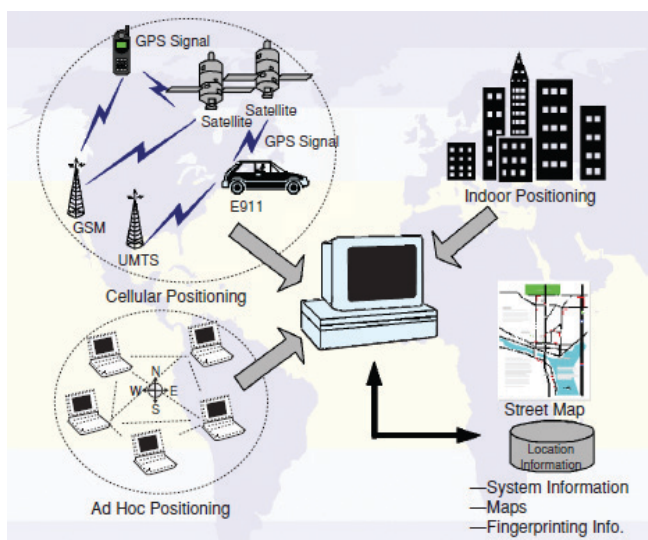 GPS Signal
Satellite
Satellite
GPS Signal
E911
GSM
UMTS
Cellular Positioning
Indoor Positioning
N
W E
S
Ad Hoc Positioning
Street Map
Location
Information
—System Information
—Maps
—Fingerprinting Info.